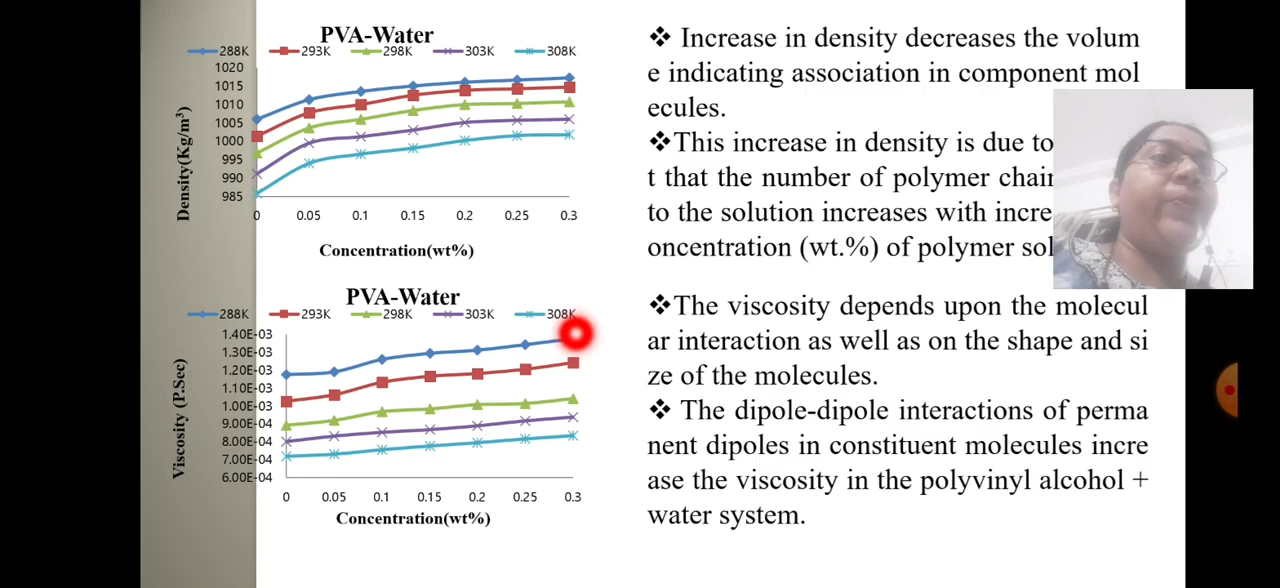 PVA-Water
288K 293K 298K 303K 308K
1020
1015
1010
1005
1000
995
990
985
Density(Kg/m³)
0 0.05 0.1 0.15 0.2 0.25 0.3
Concentration(wt%)
PVA-Water
288K 293K 298K 303K 308K
1.40E-03
1.30E-03
1.20E-03
1.10E-03
1.00E-03
9.00E-04
8.00E-04
7.00E-04
6.00E-04
Viscosity (P.Sec)
0 0.05 0.1 0.15 0.2 0.25 0.3
Concentration(wt%)
❖ Increase in density decreases the volum
e indicating association in component mol
ecules.
❖This increase in density is due to
t that the number of polymer chain
to the solution increases with incre
oncentration (wt.%) of polymer sol
❖The viscosity depends upon the molecul
ar interaction as well as on the shape and si
ze of the molecules.
❖ The dipole-dipole interactions of perma
nent dipoles in constituent molecules incre
ase the viscosity in the polyvinyl alcohol +
water system.